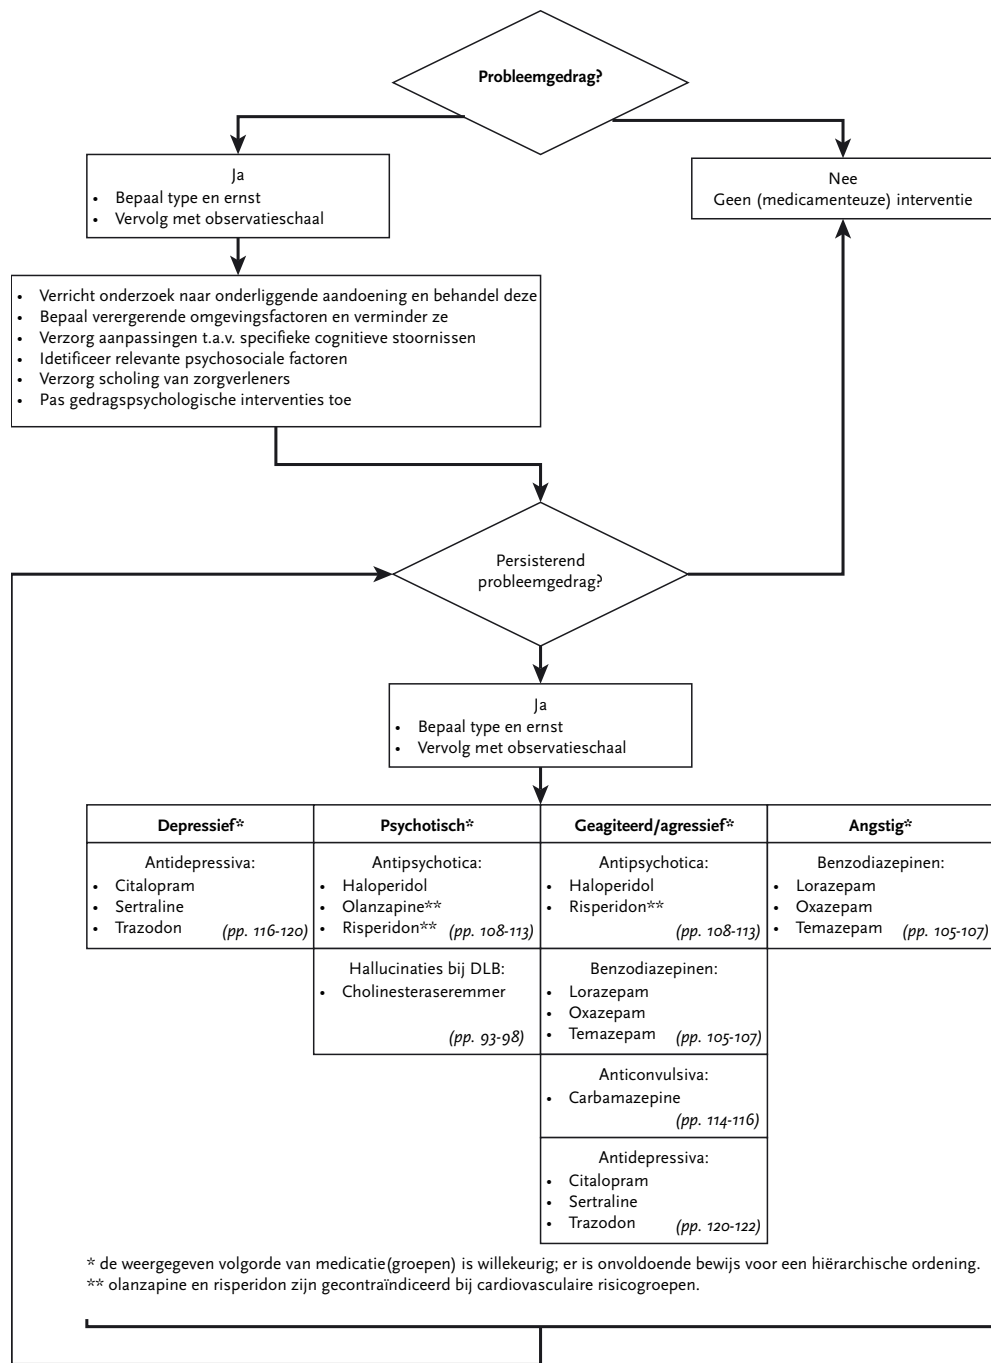 Probleemgedrag?
Ja
• Bepaal type en ernst
• Vervolg met observatieschaal
Nee
Geen (medicamenteuze) interventie
• Verricht onderzoek naar onderliggende aandoening en behandel deze
• Bepaal verergerende omgevingsfactoren en verminder ze
• Verzorg aanpassingen t.a.v. specifieke cognitieve stoornissen
• Idetificeer relevante psychosociale factoren
• Verzorg scholing van zorgverleners
• Pas gedragspsychologische interventies toe
Persisterend
probleemgedrag?
Ja
• Bepaal type en ernst
• Vervolg met observatieschaal
Depressief*
Antidepressiva:
• Citalopram
• Sertraline
• Trazodon (pp. 116-120)
Psychotisch*
Antipsychotica:
• Haloperidol
• Olanzapine**
• Risperidon** (pp. 108-113)
Hallucinaties bij DLB:
• Cholinesteraseremmer
(pp. 93-98)
Geagiteerd/agressief*
Antipsychotica:
• Haloperidol
• Risperidon**
(pp. 108-113)
Benzodiazepinen:
• Lorazepam
• Oxazepam
• Temazepam (pp. 105-107)
Anticonvulsiva:
• Carbamazepine
(pp. 114-116)
Antidepressiva:
• Citalopram
• Sertraline
• Trazodon (pp. 120-122)
Angstig*
Benzodiazepinen:
• Lorazepam
• Oxazepam
• Temazepam (pp. 105-107)
* de weergegeven volgorde van medicatie(groepen) is willekeurig; er is onvoldoende bewijs voor een hiërarchische ordening.
** olanzapine en risperidon zijn gecontraïndiceerd bij cardiovasculaire risicogroepen.